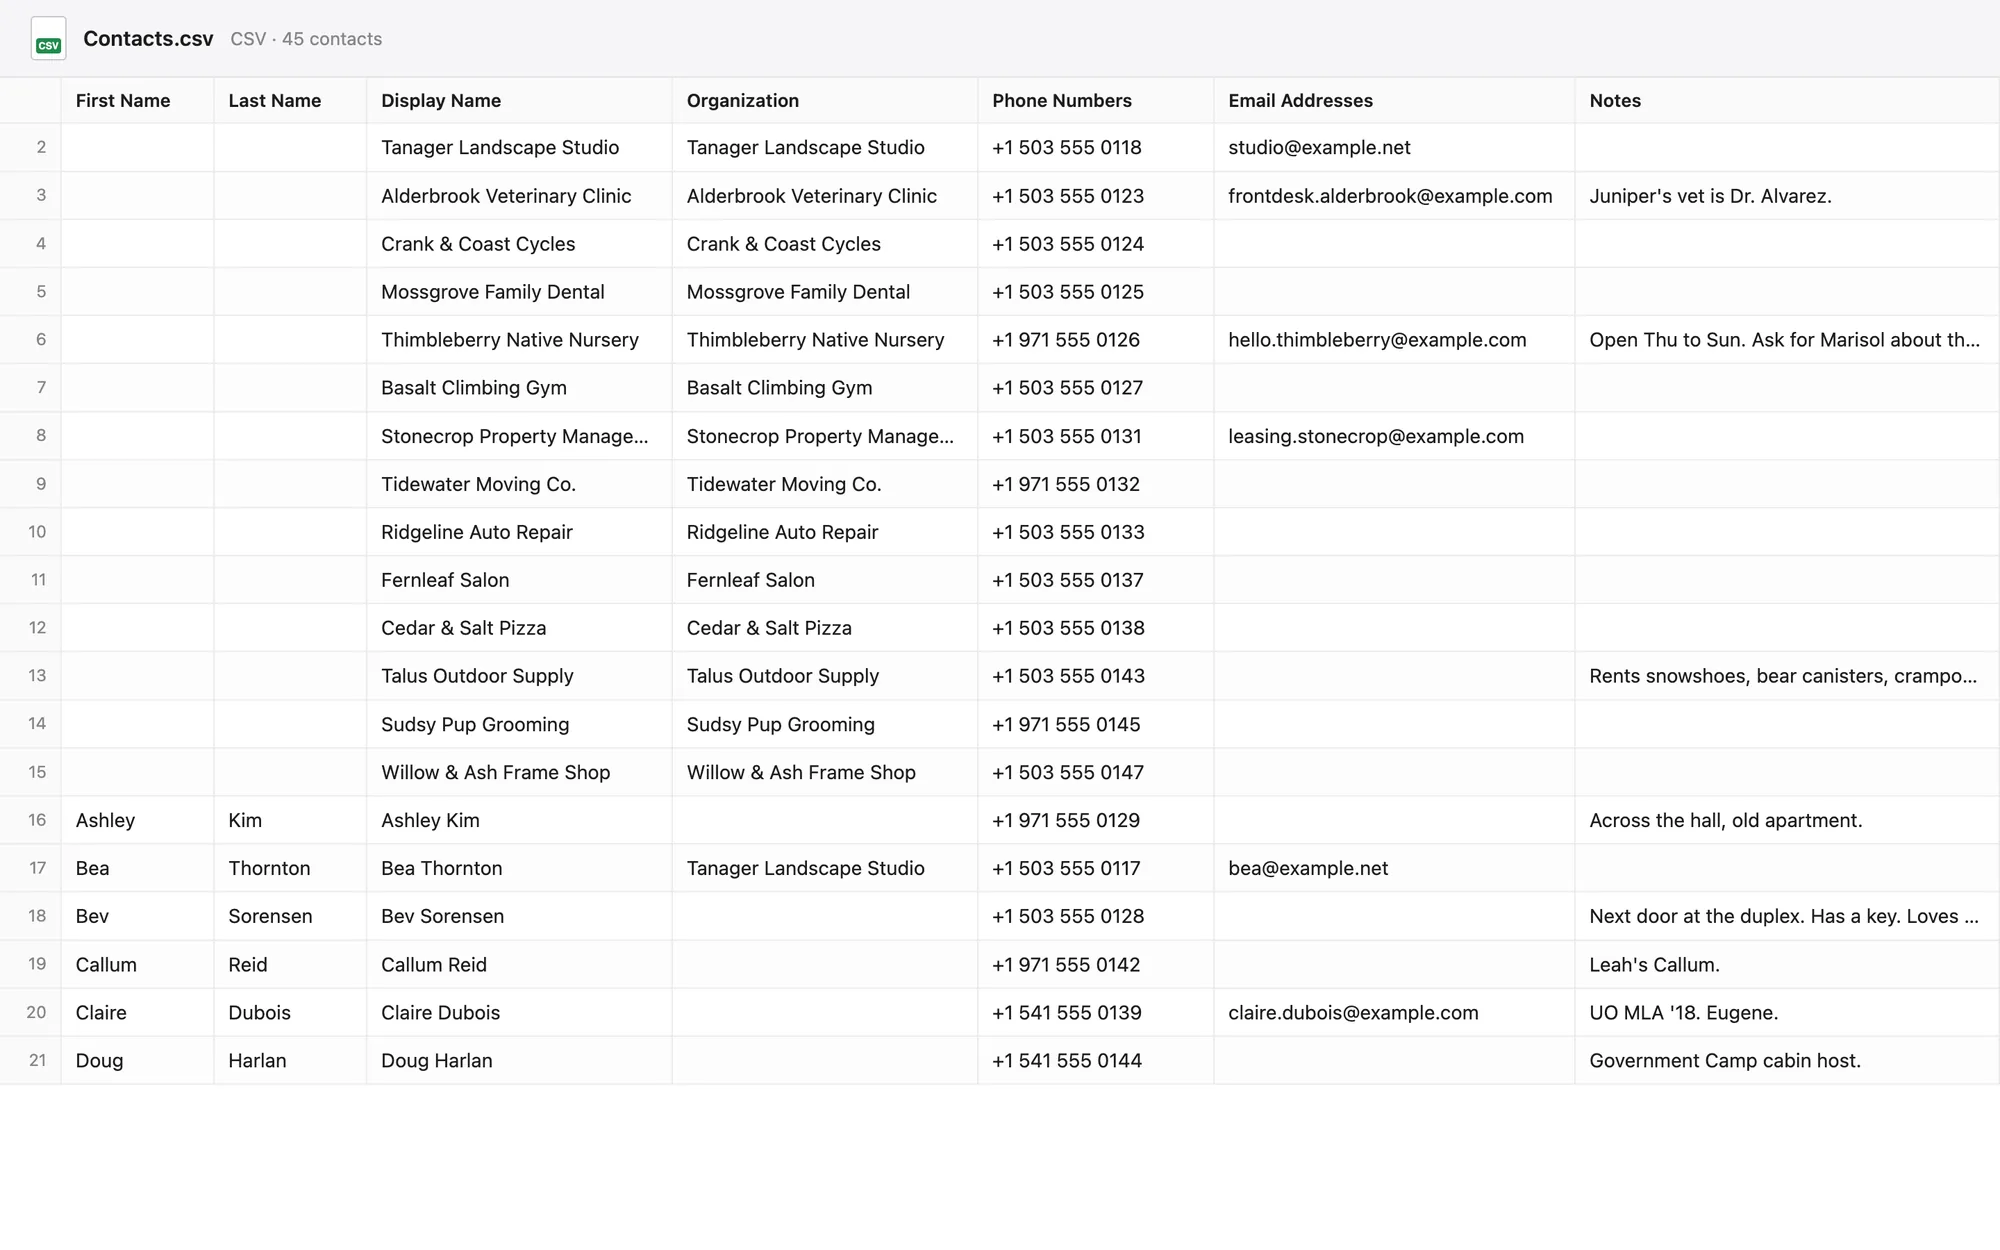 CSV Contacts.csv CSV · 45 contacts
First Name Last Name Display Name Organization Phone Numbers Email Addresses Notes
2 Tanager Landscape Studio Tanager Landscape Studio +1 503 555 0118 studio@example.net
3 Alderbrook Veterinary Clinic Alderbrook Veterinary Clinic +1 503 555 0123 frontdesk.alderbrook@example.com Juniper's vet is Dr. Alvarez.
4 Crank & Coast Cycles Crank & Coast Cycles +1 503 555 0124
5 Mossgrove Family Dental Mossgrove Family Dental +1 503 555 0125
6 Thimbleberry Native Nursery Thimbleberry Native Nursery +1 971 555 0126 hello.thimbleberry@example.com Open Thu to Sun. Ask for Marisol about th...
7 Basalt Climbing Gym Basalt Climbing Gym +1 503 555 0127
8 Stonecrop Property Manage... Stonecrop Property Manage... +1 503 555 0131 leasing.stonecrop@example.com
9 Tidewater Moving Co. Tidewater Moving Co. +1 971 555 0132
10 Ridgeline Auto Repair Ridgeline Auto Repair +1 503 555 0133
11 Fernleaf Salon Fernleaf Salon +1 503 555 0137
12 Cedar & Salt Pizza Cedar & Salt Pizza +1 503 555 0138
13 Talus Outdoor Supply Talus Outdoor Supply +1 503 555 0143 Rents snowshoes, bear canisters, crampo...
14 Sudsy Pup Grooming Sudsy Pup Grooming +1 971 555 0145
15 Willow & Ash Frame Shop Willow & Ash Frame Shop +1 503 555 0147
16 Ashley Kim Ashley Kim +1 971 555 0129 Across the hall, old apartment.
17 Bea Thornton Bea Thornton Tanager Landscape Studio +1 503 555 0117 bea@example.net
18 Bev Sorensen Bev Sorensen +1 503 555 0128 Next door at the duplex. Has a key. Loves ...
19 Callum Reid Callum Reid +1 971 555 0142 Leah's Callum.
20 Claire Dubois Claire Dubois +1 541 555 0139 claire.dubois@example.com UO MLA '18. Eugene.
21 Doug Harlan Doug Harlan +1 541 555 0144 Government Camp cabin host.